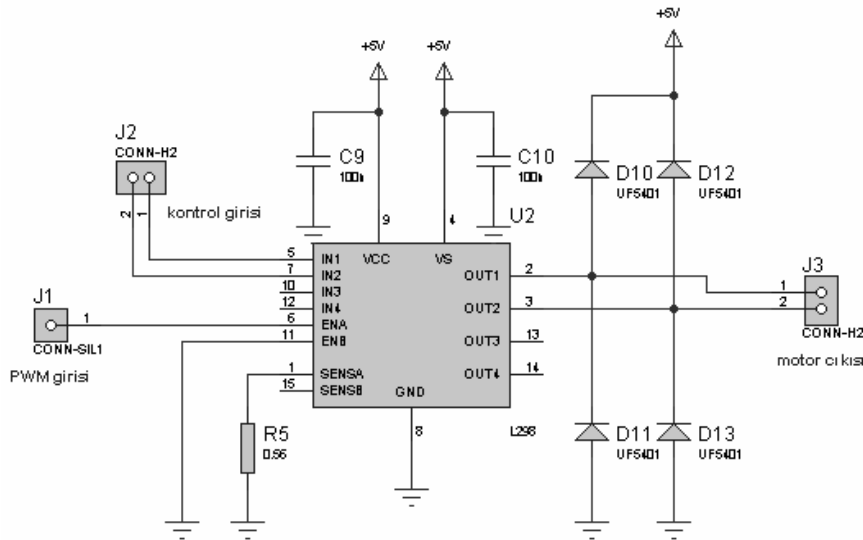 +5V
+5V
+5V
J2
CONN-H2
2
1
kontrol girisi
C9
100n
C10
100n
D10
UF5401
D12
UF5401
U2
9
4
5
IN1
VCC
VS
7
IN2
OUT1
2
10
IN3
12
IN4
OUT2
3
6
ENA
11
ENB
OUT3
13
1
SENSA
OUT4
14
15
SENSB
GND
8
L298
J1
1
CONN-SIL1
PWM girisi
J3
1
2
CONN-H2
motor cıkısı
R5
0.56
D11
UF5401
D13
UF5401